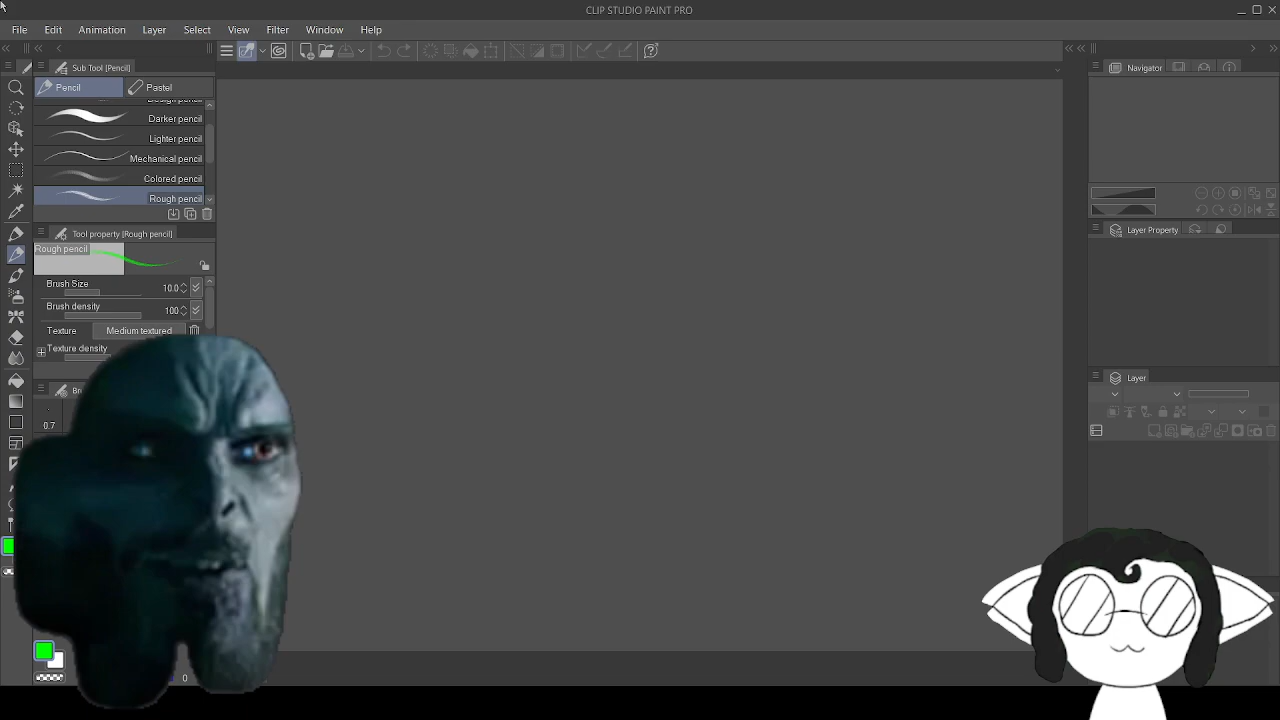 CLIP STUDIO PAINT PRO
File Edit Animation Layer Select View Filter Window Help
Sub Tool [Pencil]
Pencil Pastel
Darker pencil
Lighter pencil
Mechanical pencil
Colored pencil
Rough pencil
Tool property [Rough pencil]
Rough pencil
Brush Size 10.0
Brush density 100
Texture Medium textured
Texture density
0.7
0
Navigator
Layer Property
Layer